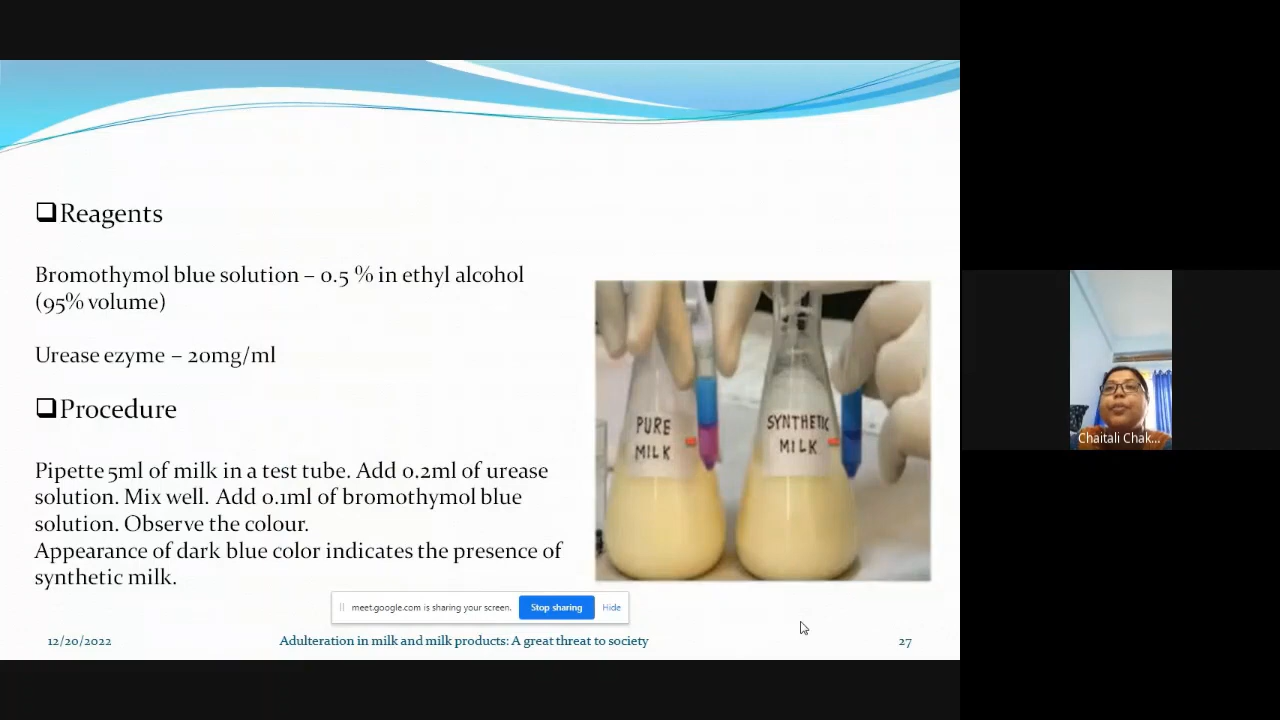 ❑Reagents
Bromothymol blue solution – 0.5 % in ethyl alcohol
(95% volume)
Urease ezyme – 20mg/ml
❑Procedure
Pipette 5ml of milk in a test tube. Add 0.2ml of urease
solution. Mix well. Add 0.1ml of bromothymol blue
solution. Observe the colour.
Appearance of dark blue color indicates the presence of
synthetic milk.
PURE
MILK
SYNTHETIC
MILK
meet.google.com is sharing your screen.
Stop sharing
Hide
12/20/2022
Adulteration in milk and milk products: A great threat to society
27
Chaitali Chak...